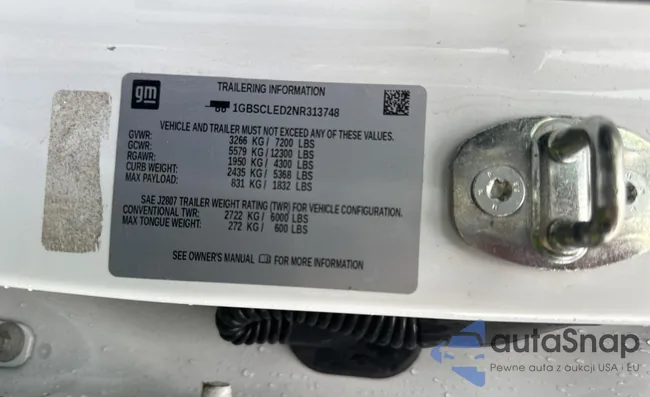 gm
TRAILERING INFORMATION
1GBSCLED2NR313748
VEHICLE AND TRAILER MUST NOT EXCEED ANY OF THESE VALUES.
GVWR: 3266 KG / 7200 LBS
GCWR: 5579 KG / 12300 LBS
RGAWR: 1950 KG / 4300 LBS
CURB WEIGHT: 2435 KG / 5368 LBS
MAX PAYLOAD: 831 KG / 1832 LBS
SAE J2807 TRAILER WEIGHT RATING (TWR) FOR VEHICLE CONFIGURATION.
CONVENTIONAL TWR: 2722 KG / 6000 LBS
MAX TONGUE WEIGHT: 272 KG / 600 LBS
SEE OWNER'S MANUAL FOR MORE INFORMATION
autoSnap
Pewne auta z aukcji USA i EU